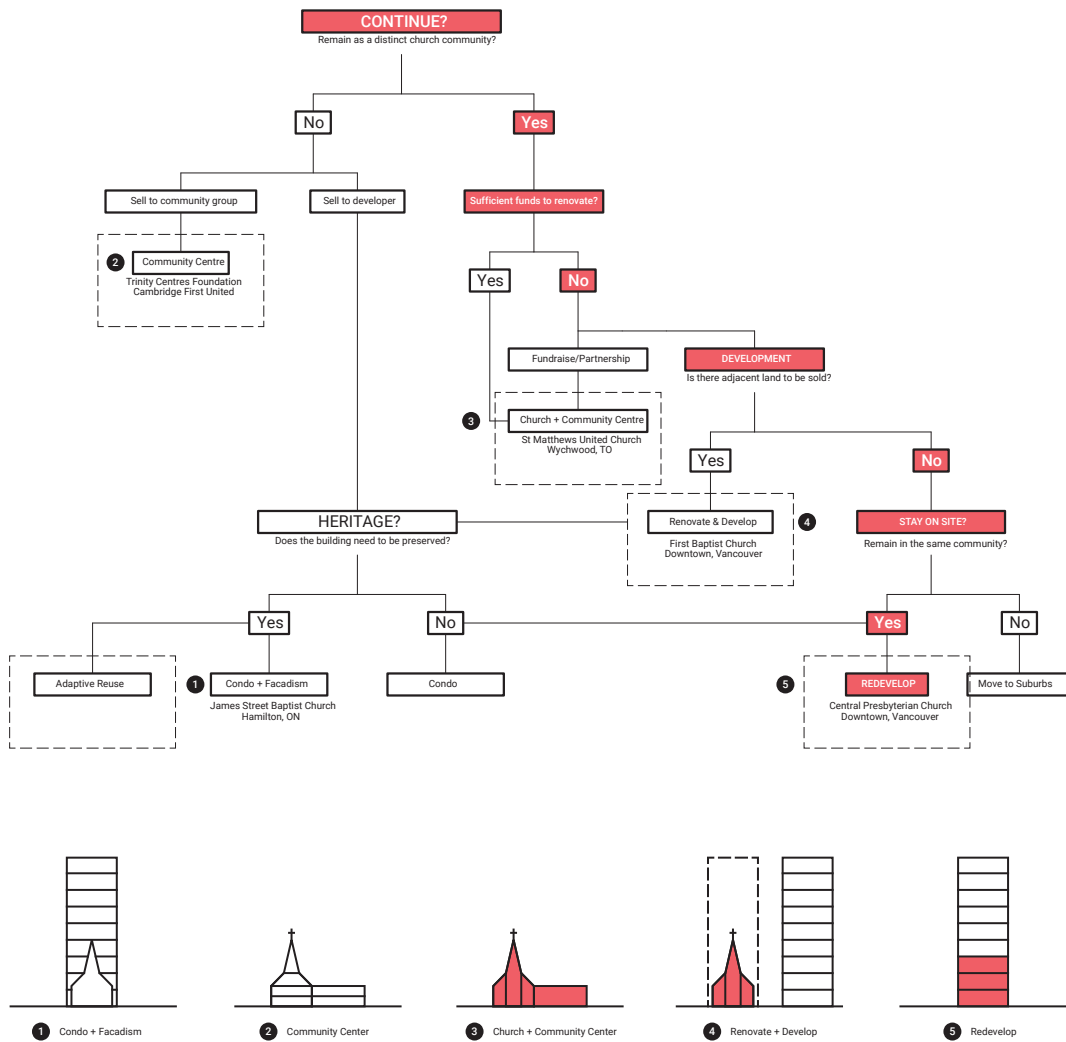 CONTINUE?
Remain as a distinct church community?
No
Yes
Sell to community group
Sell to developer
Sufficient funds to renovate?
2
Community Centre
Trinity Centres Foundation
Cambridge First United
Yes
No
Fundraise/Partnership
DEVELOPMENT
Is there adjacent land to be sold?
3
Church + Community Centre
St Matthews United Church
Wychwood, TO
Yes
No
HERITAGE?
Does the building need to be preserved?
Renovate & Develop
4
First Baptist Church
Downtown, Vancouver
STAY ON SITE?
Remain in the same community?
Yes
No
Yes
No
Adaptive Reuse
1
Condo + Facadism
James Street Baptist Church
Hamilton, ON
Condo
5
REDEVELOP
Central Presbyterian Church
Downtown, Vancouver
Move to Suburbs
1 Condo + Facadism
2 Community Center
3 Church + Community Center
4 Renovate + Develop
5 Redevelop